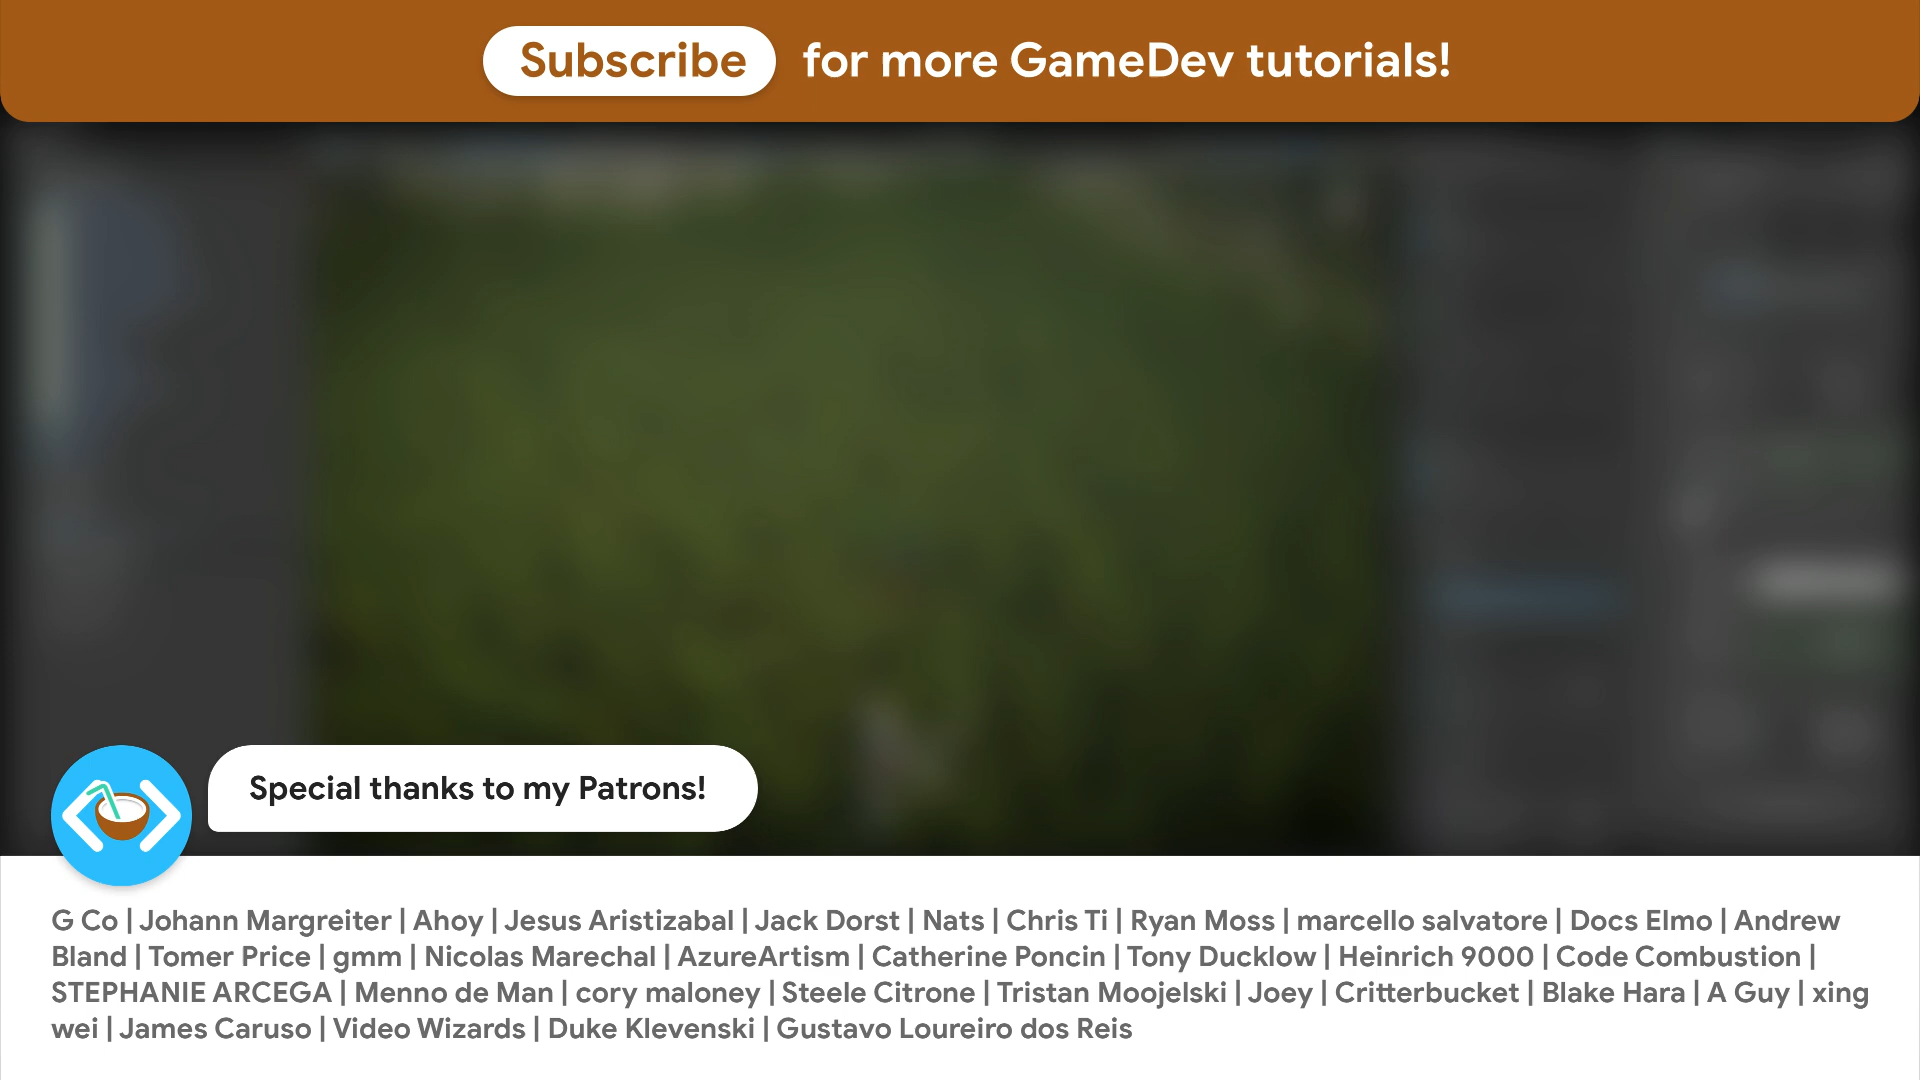 Subscribe for more GameDev tutorials!
Special thanks to my Patrons!
G Co | Johann Margreiter | Ahoy | Jesus Aristizabal | Jack Dorst | Nats | Chris Ti | Ryan Moss | marcello salvatore | Docs Elmo | Andrew
Bland | Tomer Price | gmm | Nicolas Marechal | AzureArtism | Catherine Poncin | Tony Ducklow | Heinrich 9000 | Code Combustion |
STEPHANIE ARCEGA | Menno de Man | cory maloney | Steele Citrone | Tristan Moojelski | Joey | Critterbucket | Blake Hara | A Guy | xing
wei | James Caruso | Video Wizards | Duke Klevenski | Gustavo Loureiro dos Reis